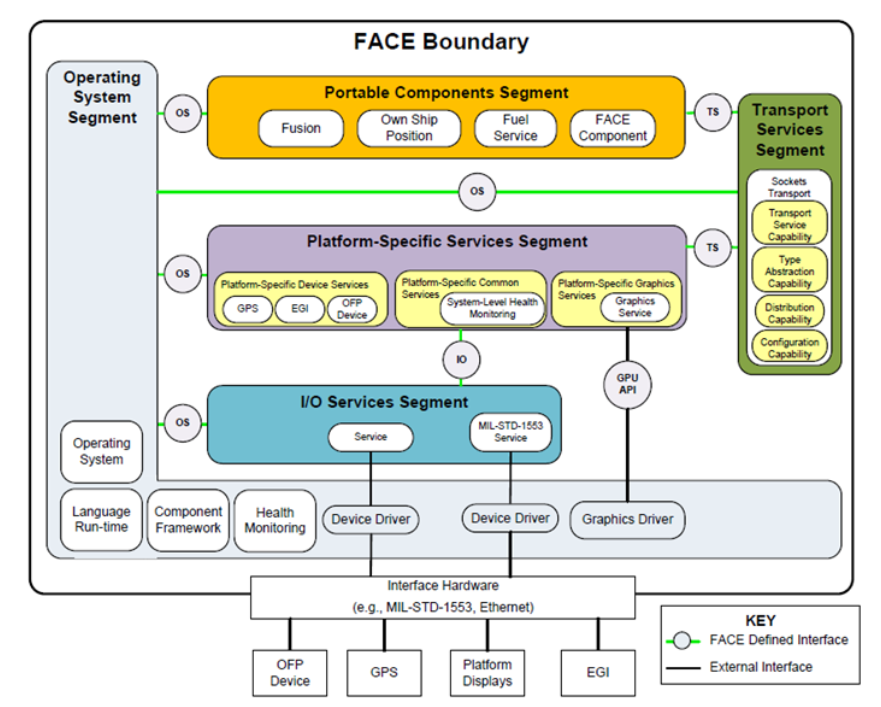 FACE Boundary
Operating
System
Segment
OS
Portable Components Segment
Fusion
Own Ship
Position
Fuel
Service
FACE
Component
TS
Transport
Services
Segment
Sockets
Transport
Transport
Service
Capability
Type
Abstraction
Capability
Distribution
Capability
Configuration
Capability
OS
OS
Platform-Specific Services Segment
TS
Platform-Specific Device Services
GPS
EGI
OFP
Device
Platform-Specific Common
Services
System-Level Health
Monitoring
Platform-Specific Graphics
Services
Graphics
Service
IO
GPU
API
OS
I/O Services Segment
Service
MIL-STD-1553
Service
Operating
System
Language
Run-time
Component
Framework
Health
Monitoring
Device Driver
Device Driver
Graphics Driver
Interface Hardware
(e.g., MIL-STD-1553, Ethernet)
OFP
Device
GPS
Platform
Displays
EGI
KEY
FACE Defined Interface
External Interface